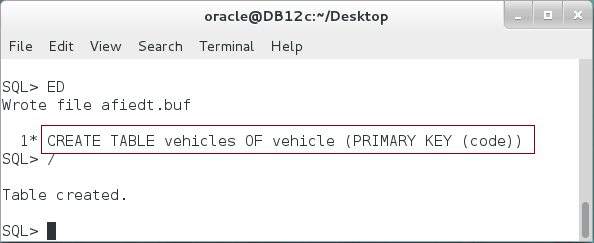 oracle@DB12c:~/Desktop
File Edit View Search Terminal Help
SQL> ED
Wrote file afiedt.buf
1* CREATE TABLE vehicles OF vehicle (PRIMARY KEY (code))
SQL> /
Table created.
SQL>